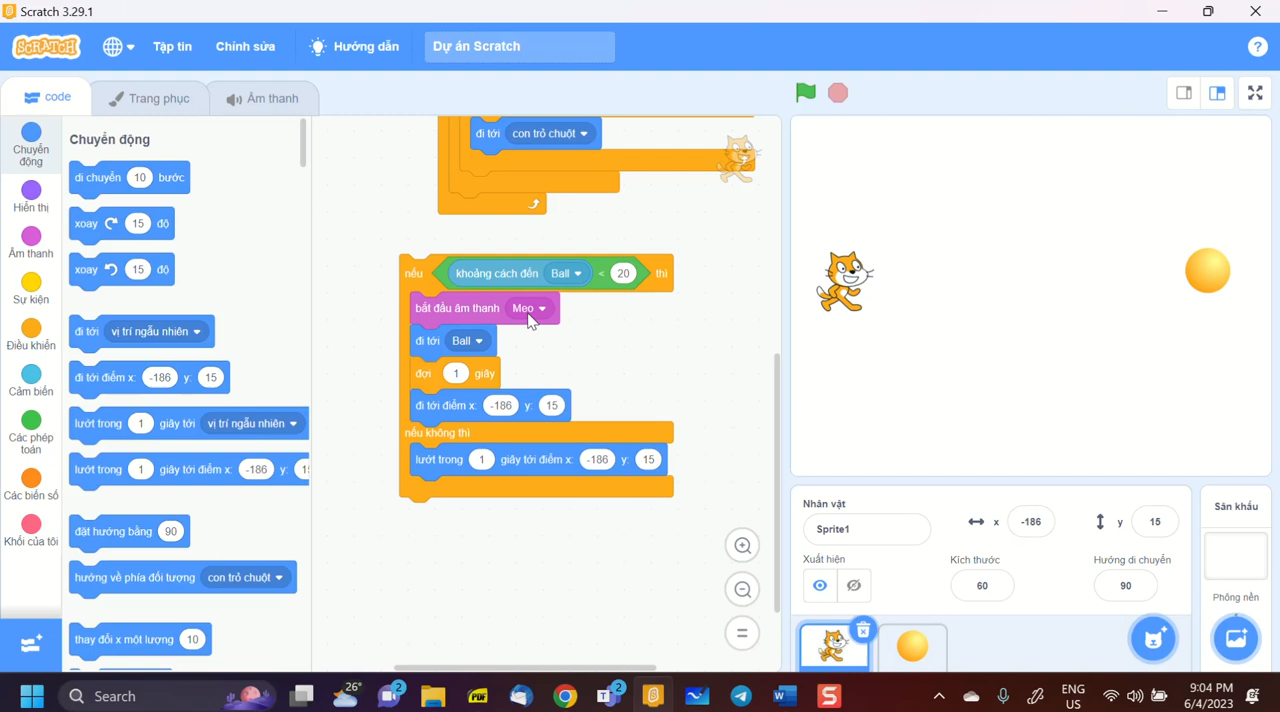 Scratch 3.29.1
SCRATCH
Tập tin
Chỉnh sửa
Hướng dẫn
Dự án Scratch
?
code
Trang phục
Âm thanh
Chuyển động
Hiển thị
Âm thanh
Sự kiện
Điều khiển
Cảm biến
Các phép toán
Các biến số
Khối của tôi
Chuyển động
di chuyển 10 bước
xoay 15 độ
xoay 15 độ
đi tới vị trí ngẫu nhiên
đi tới điểm x: -186 y: 15
lướt trong 1 giây tới vị trí ngẫu nhiên
lướt trong 1 giây tới điểm x: -186 y: 15
đặt hướng bằng 90
hướng về phía đối tượng con trỏ chuột
thay đổi x một lượng 10
đi tới con trỏ chuột
nếu khoảng cách đến Ball < 20 thì
bắt đầu âm thanh Meo
đi tới Ball
đợi 1 giây
đi tới điểm x: -186 y: 15
nếu không thì
lướt trong 1 giây tới điểm x: -186 y: 15
Nhân vật
Sprite1
x -186
y 15
Xuất hiện
Kích thước
60
Hướng di chuyển
90
Sân khấu
Phông nền
Search
26°
2
PDF
2
W
S
ENG
US
9:04 PM
6/4/2023